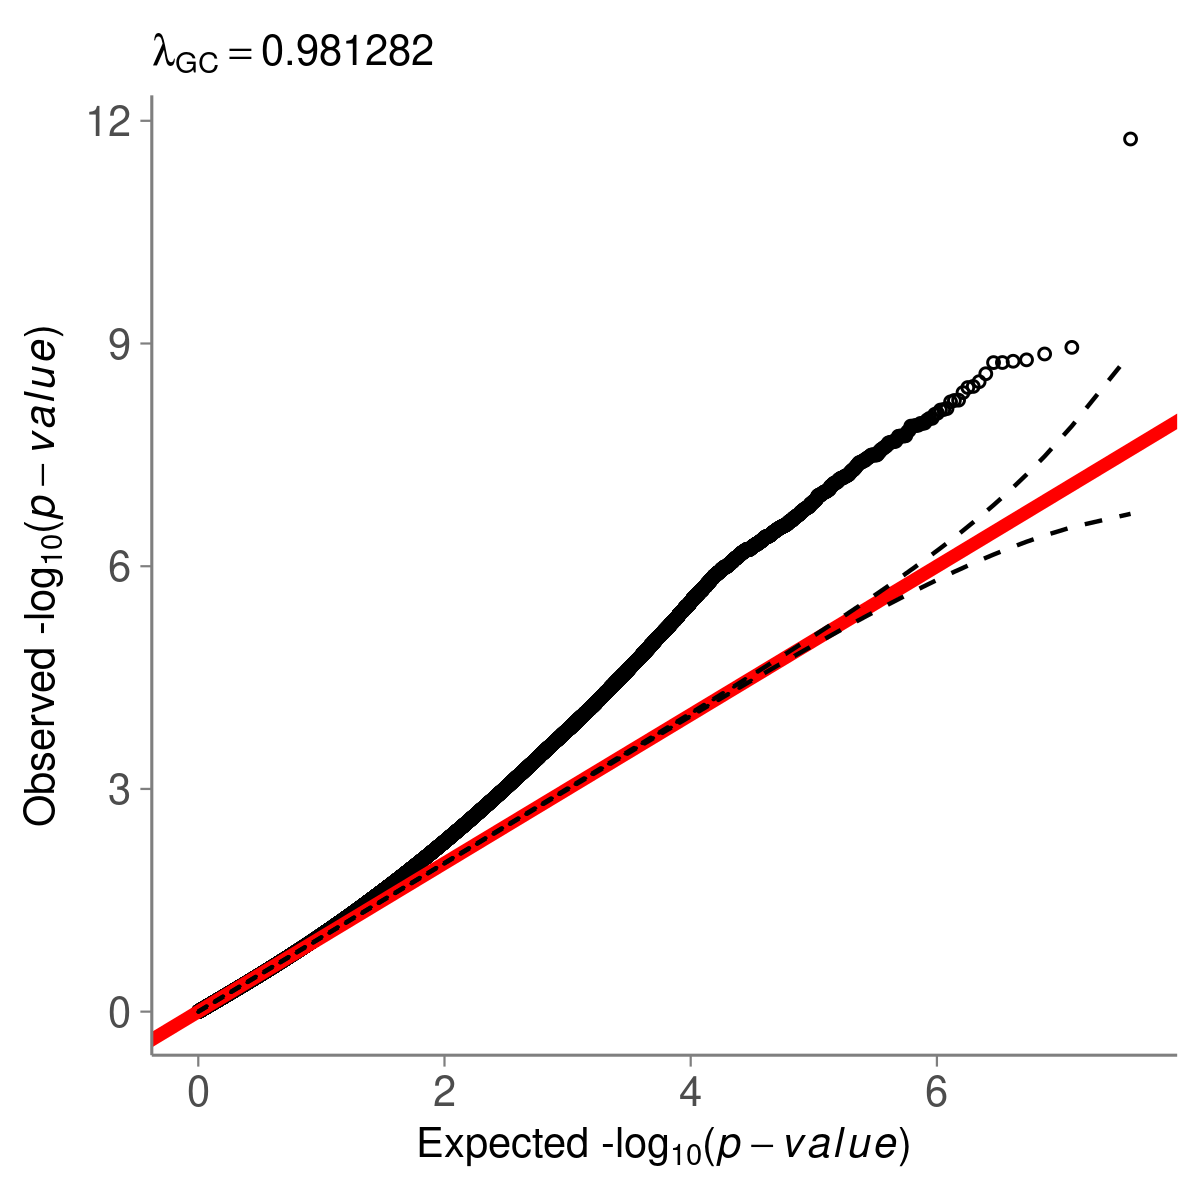 λGC = 0.981282
12
9
6
3
0
Observed -log10(p − value)
0 2 4 6
Expected -log10(p − value)